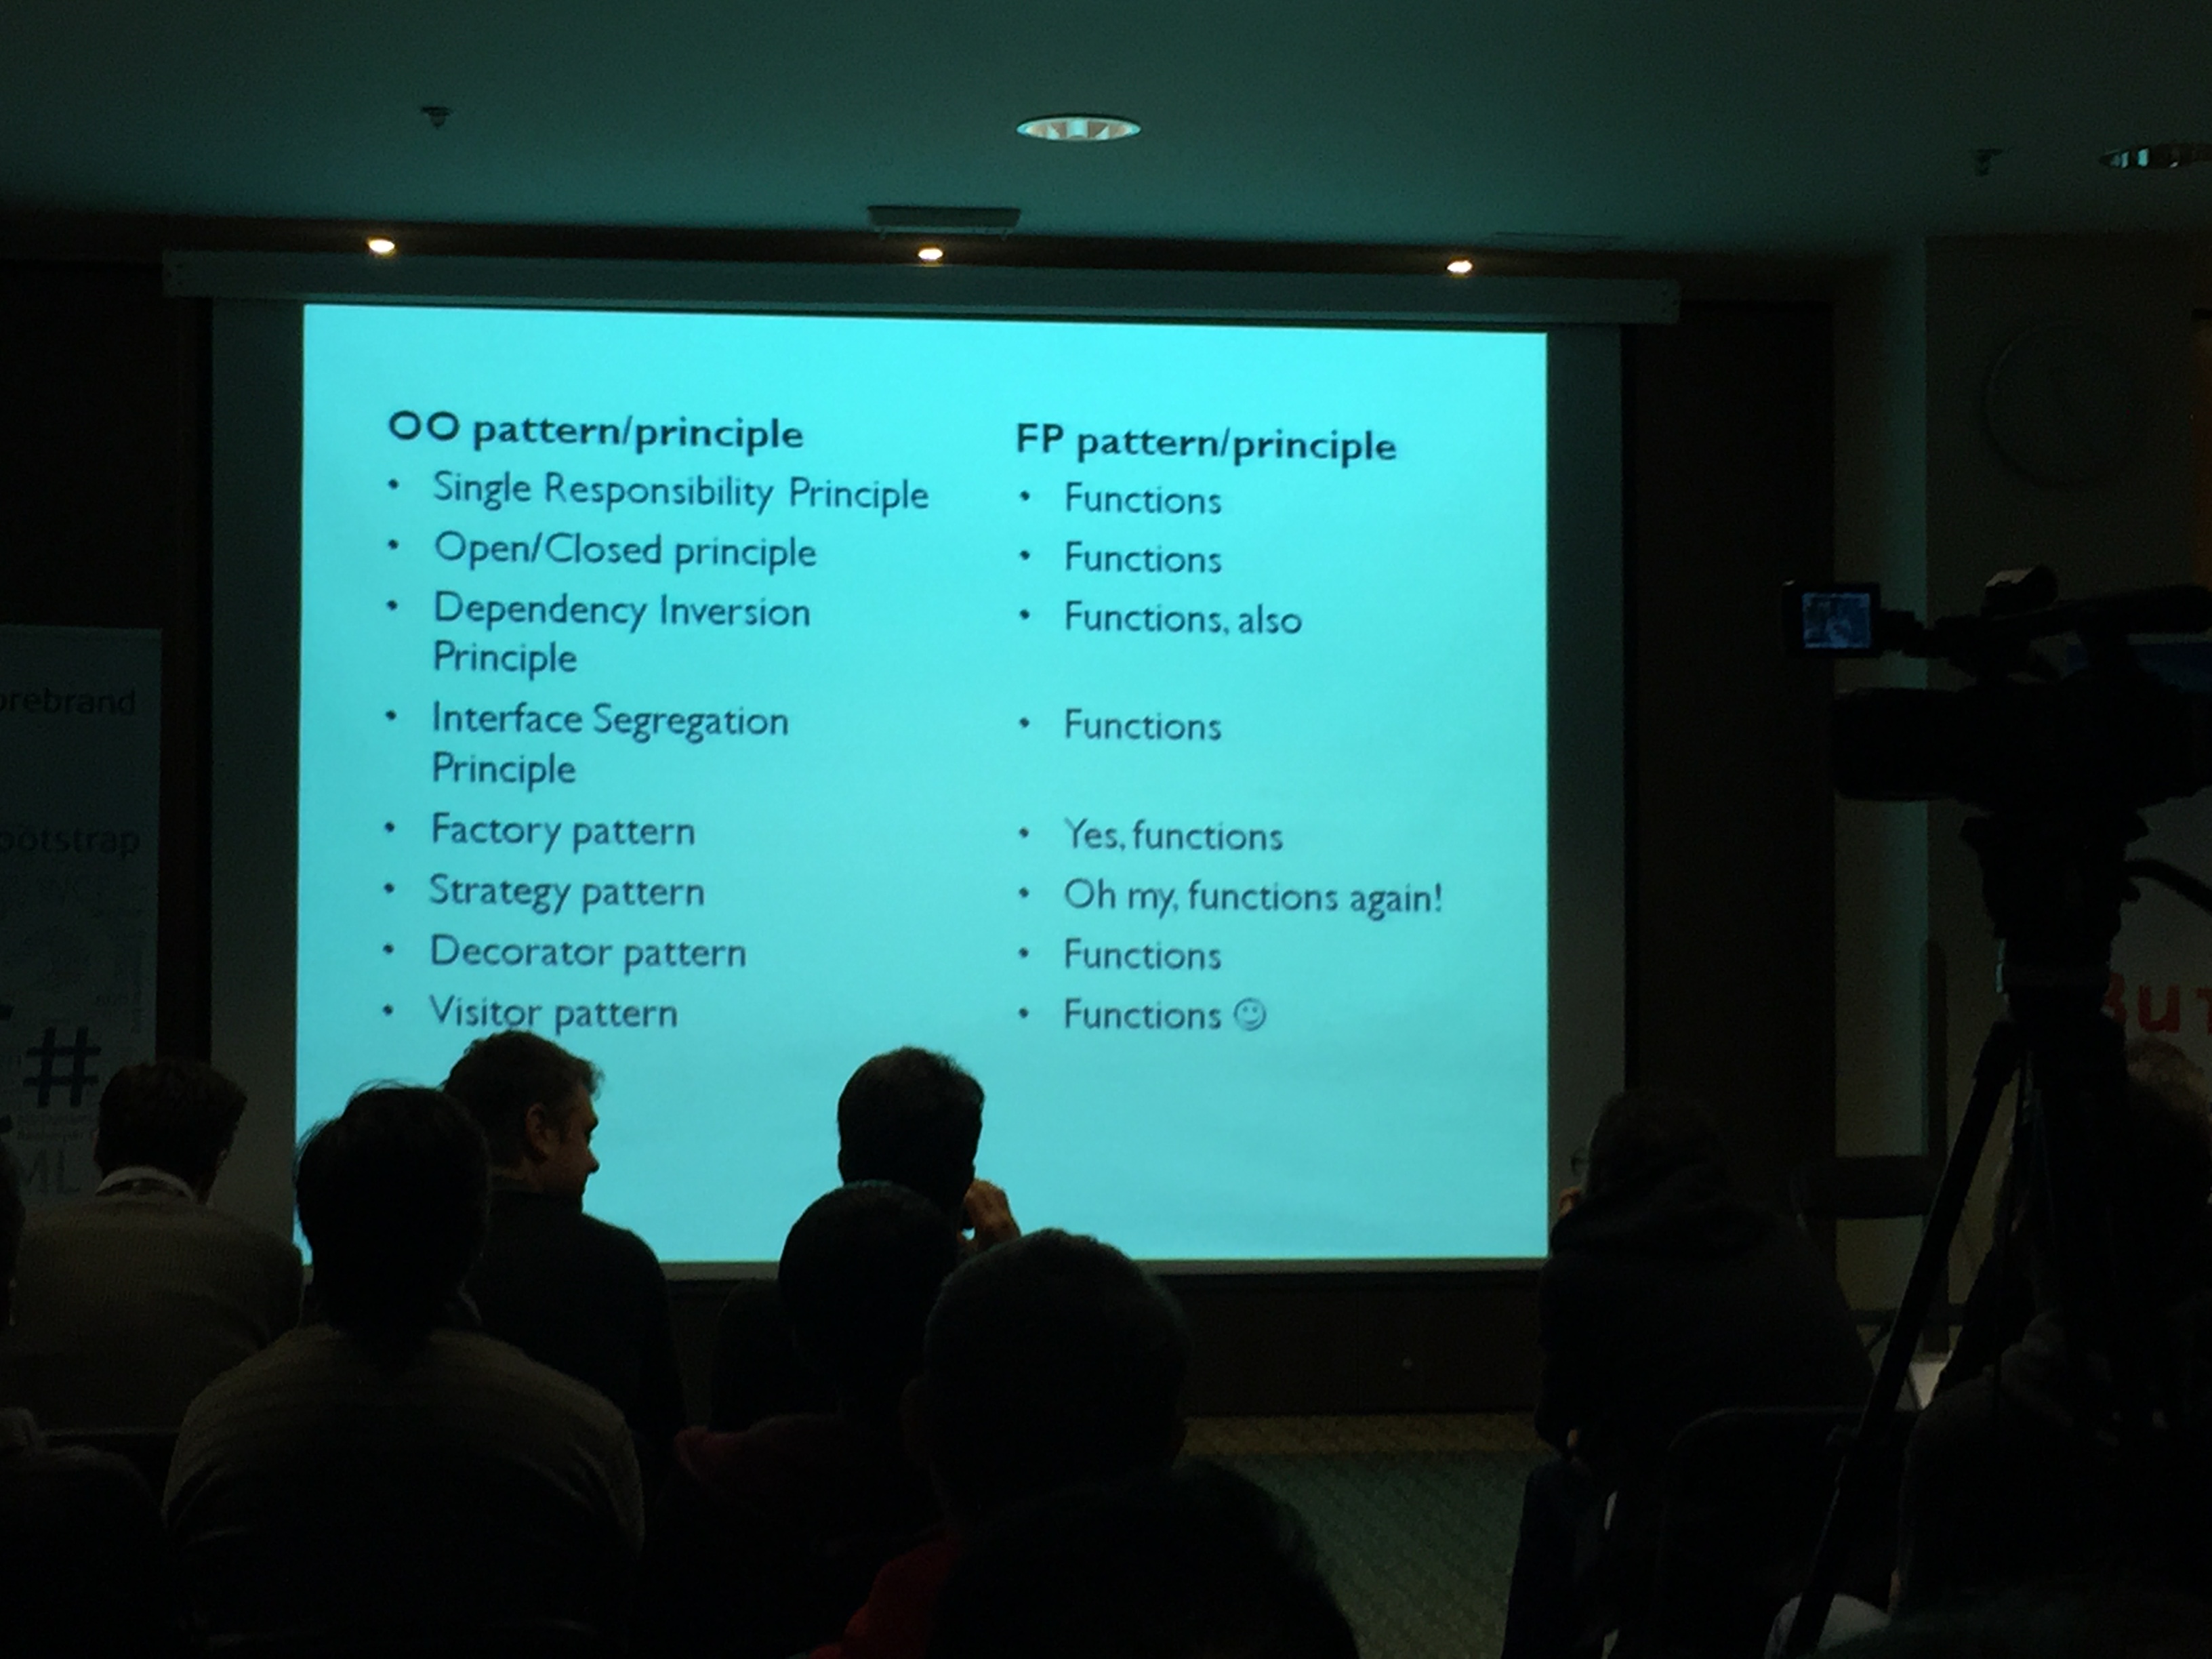 OO pattern/principle
• Single Responsibility Principle
• Open/Closed principle
• Dependency Inversion
Principle
• Interface Segregation
Principle
• Factory pattern
• Strategy pattern
• Decorator pattern
• Visitor pattern
FP pattern/principle
• Functions
• Functions
• Functions, also
• Functions
• Yes, functions
• Oh my, functions again!
• Functions
• Functions ☺
orebrand
ootstrap
#
ML